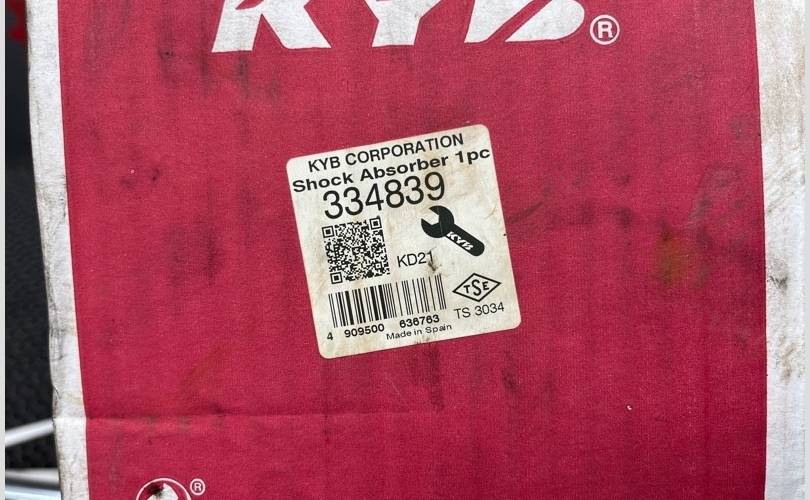 KYB®
KYB CORPORATION
Shock Absorber 1pc
334839
KYB
KD21
TSE
4 909500 636763
TS 3034
Made in Spain
®